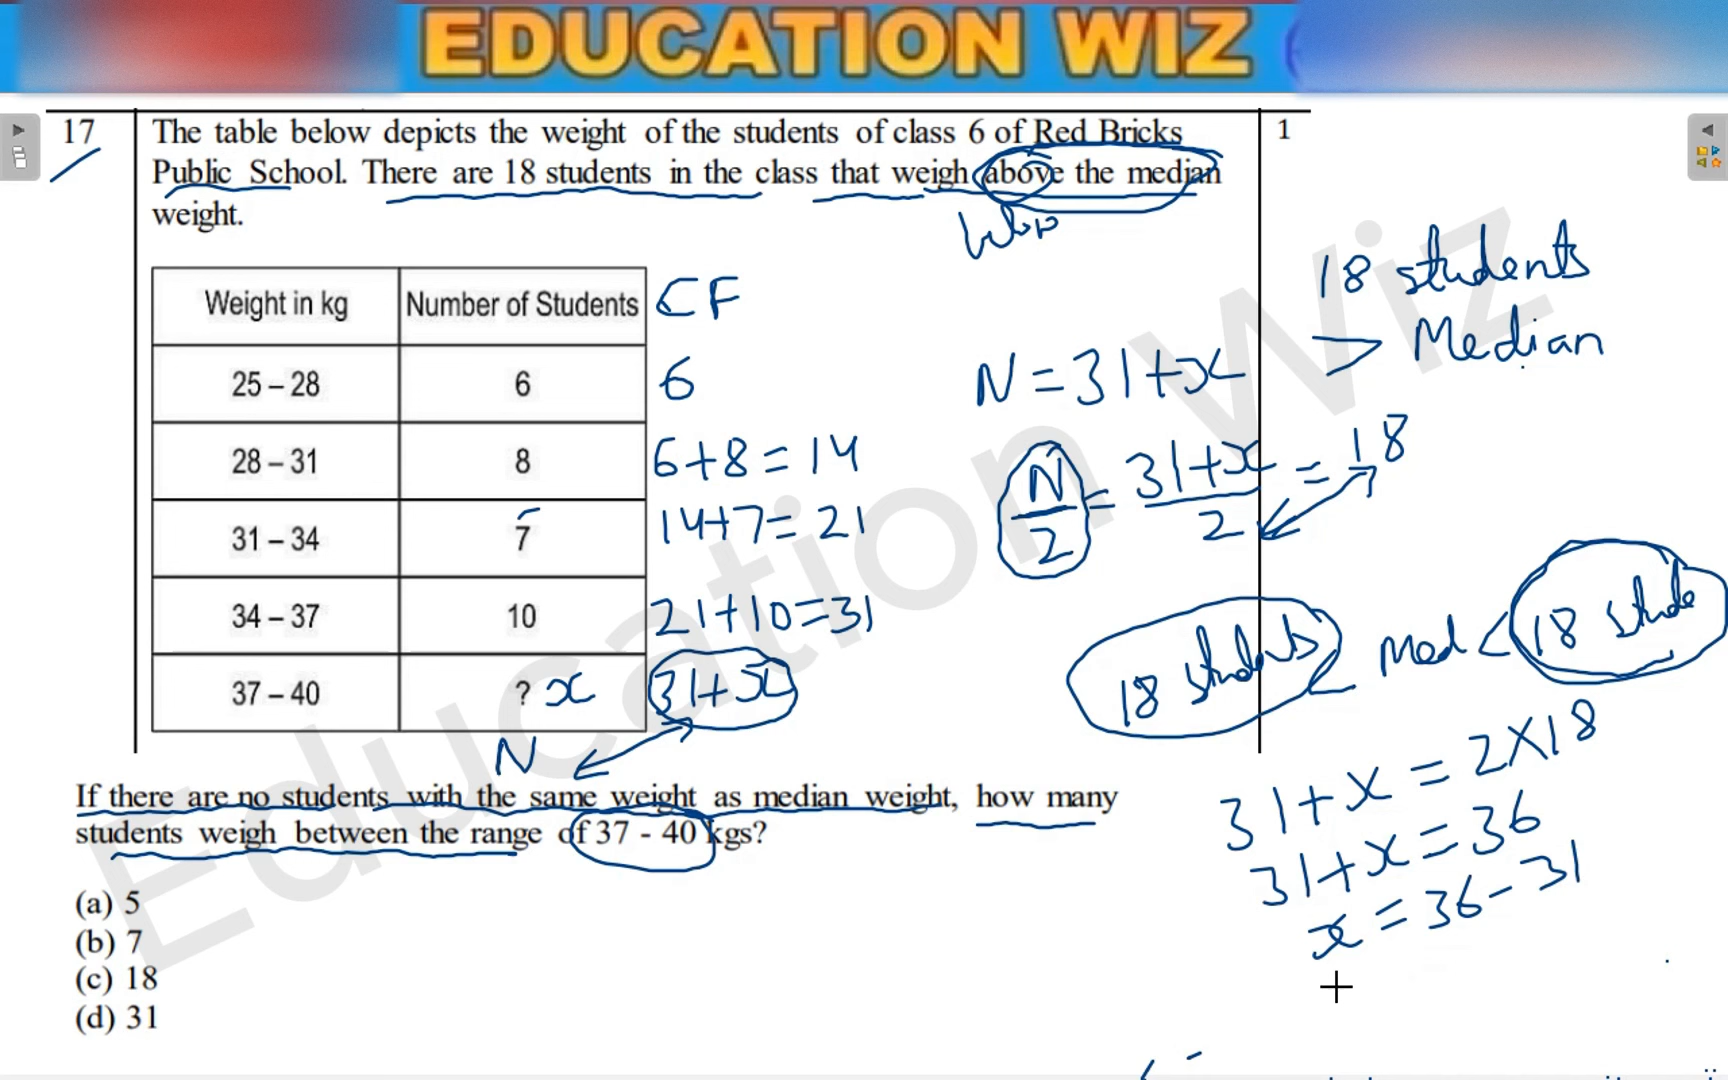 EDUCATION WIZ
17 The table below depicts the weight of the students of class 6 of Red Bricks 1
Public School. There are 18 students in the class that weigh above the median
weight.
18 students
> Median
Weight in kg Number of Students CF
25 – 28 6 6
28 – 31 8 6+8=14
31 – 34 7 14+7=21
34 – 37 10 21+10=31
37 – 40 ? x 31+x
N
N=31+x
N/2 = 31+x/2 = 18
18 students < Med < 18 stude
31+x=2×18
31+x=36
x=36-31
If there are no students with the same weight as median weight, how many
students weigh between the range of 37 - 40 kgs?
(a) 5
(b) 7
(c) 18
(d) 31
Education Wiz